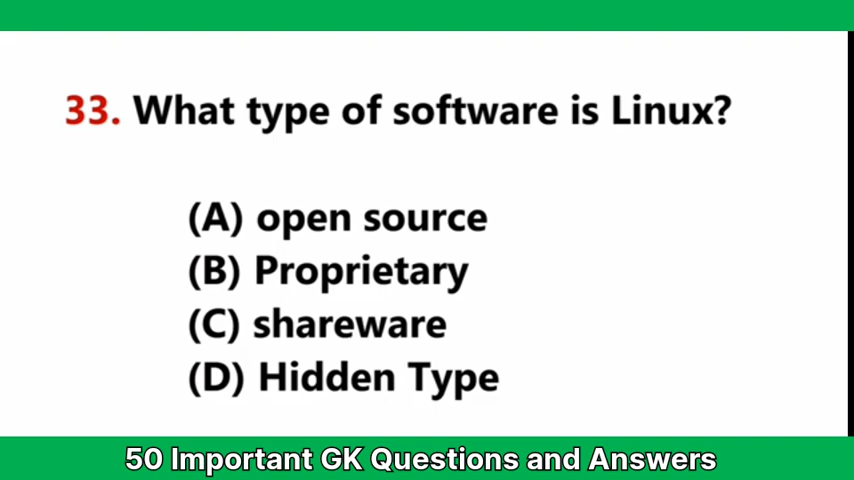 33. What type of software is Linux?
(A) open source
(B) Proprietary
(C) shareware
(D) Hidden Type
50 Important GK Questions and Answers